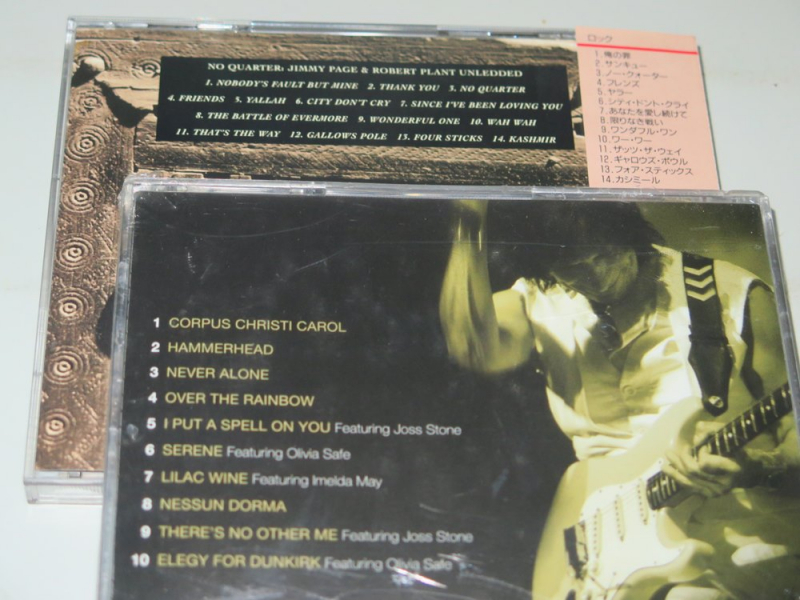 NO QUARTER: JIMMY PAGE & ROBERT PLANT UNLEDDED
1. NOBODY'S FAULT BUT MINE 2. THANK YOU 3. NO QUARTER
4. FRIENDS 5. YALLAH 6. CITY DON'T CRY 7. SINCE I'VE BEEN LOVING YOU
8. THE BATTLE OF EVERMORE 9. WONDERFUL ONE 10. WAH WAH
11. THAT'S THE WAY 12. GALLOWS POLE 13. FOUR STICKS 14. KASHMIR
ロック
1. 俺の罪
2. サンキュー
3. ノー・クォーター
4. フレンズ
5. ヤラー
6. シティ・ドント・クライ
7. あなたを愛し続けて
8. 限りなき戦い
9. ワンダフル・ワン
10. ワー・ワー
11. ザッツ・ザ・ウェイ
12. ギャロウズ・ポウル
13. フォア・スティックス
14. カシミール
1 CORPUS CHRISTI CAROL
2 HAMMERHEAD
3 NEVER ALONE
4 OVER THE RAINBOW
5 I PUT A SPELL ON YOU Featuring Joss Stone
6 SERENE Featuring Olivia Safe
7 LILAC WINE Featuring Imelda May
8 NESSUN DORMA
9 THERE'S NO OTHER ME Featuring Joss Stone
10 ELEGY FOR DUNKIRK Featuring Olivia Safe